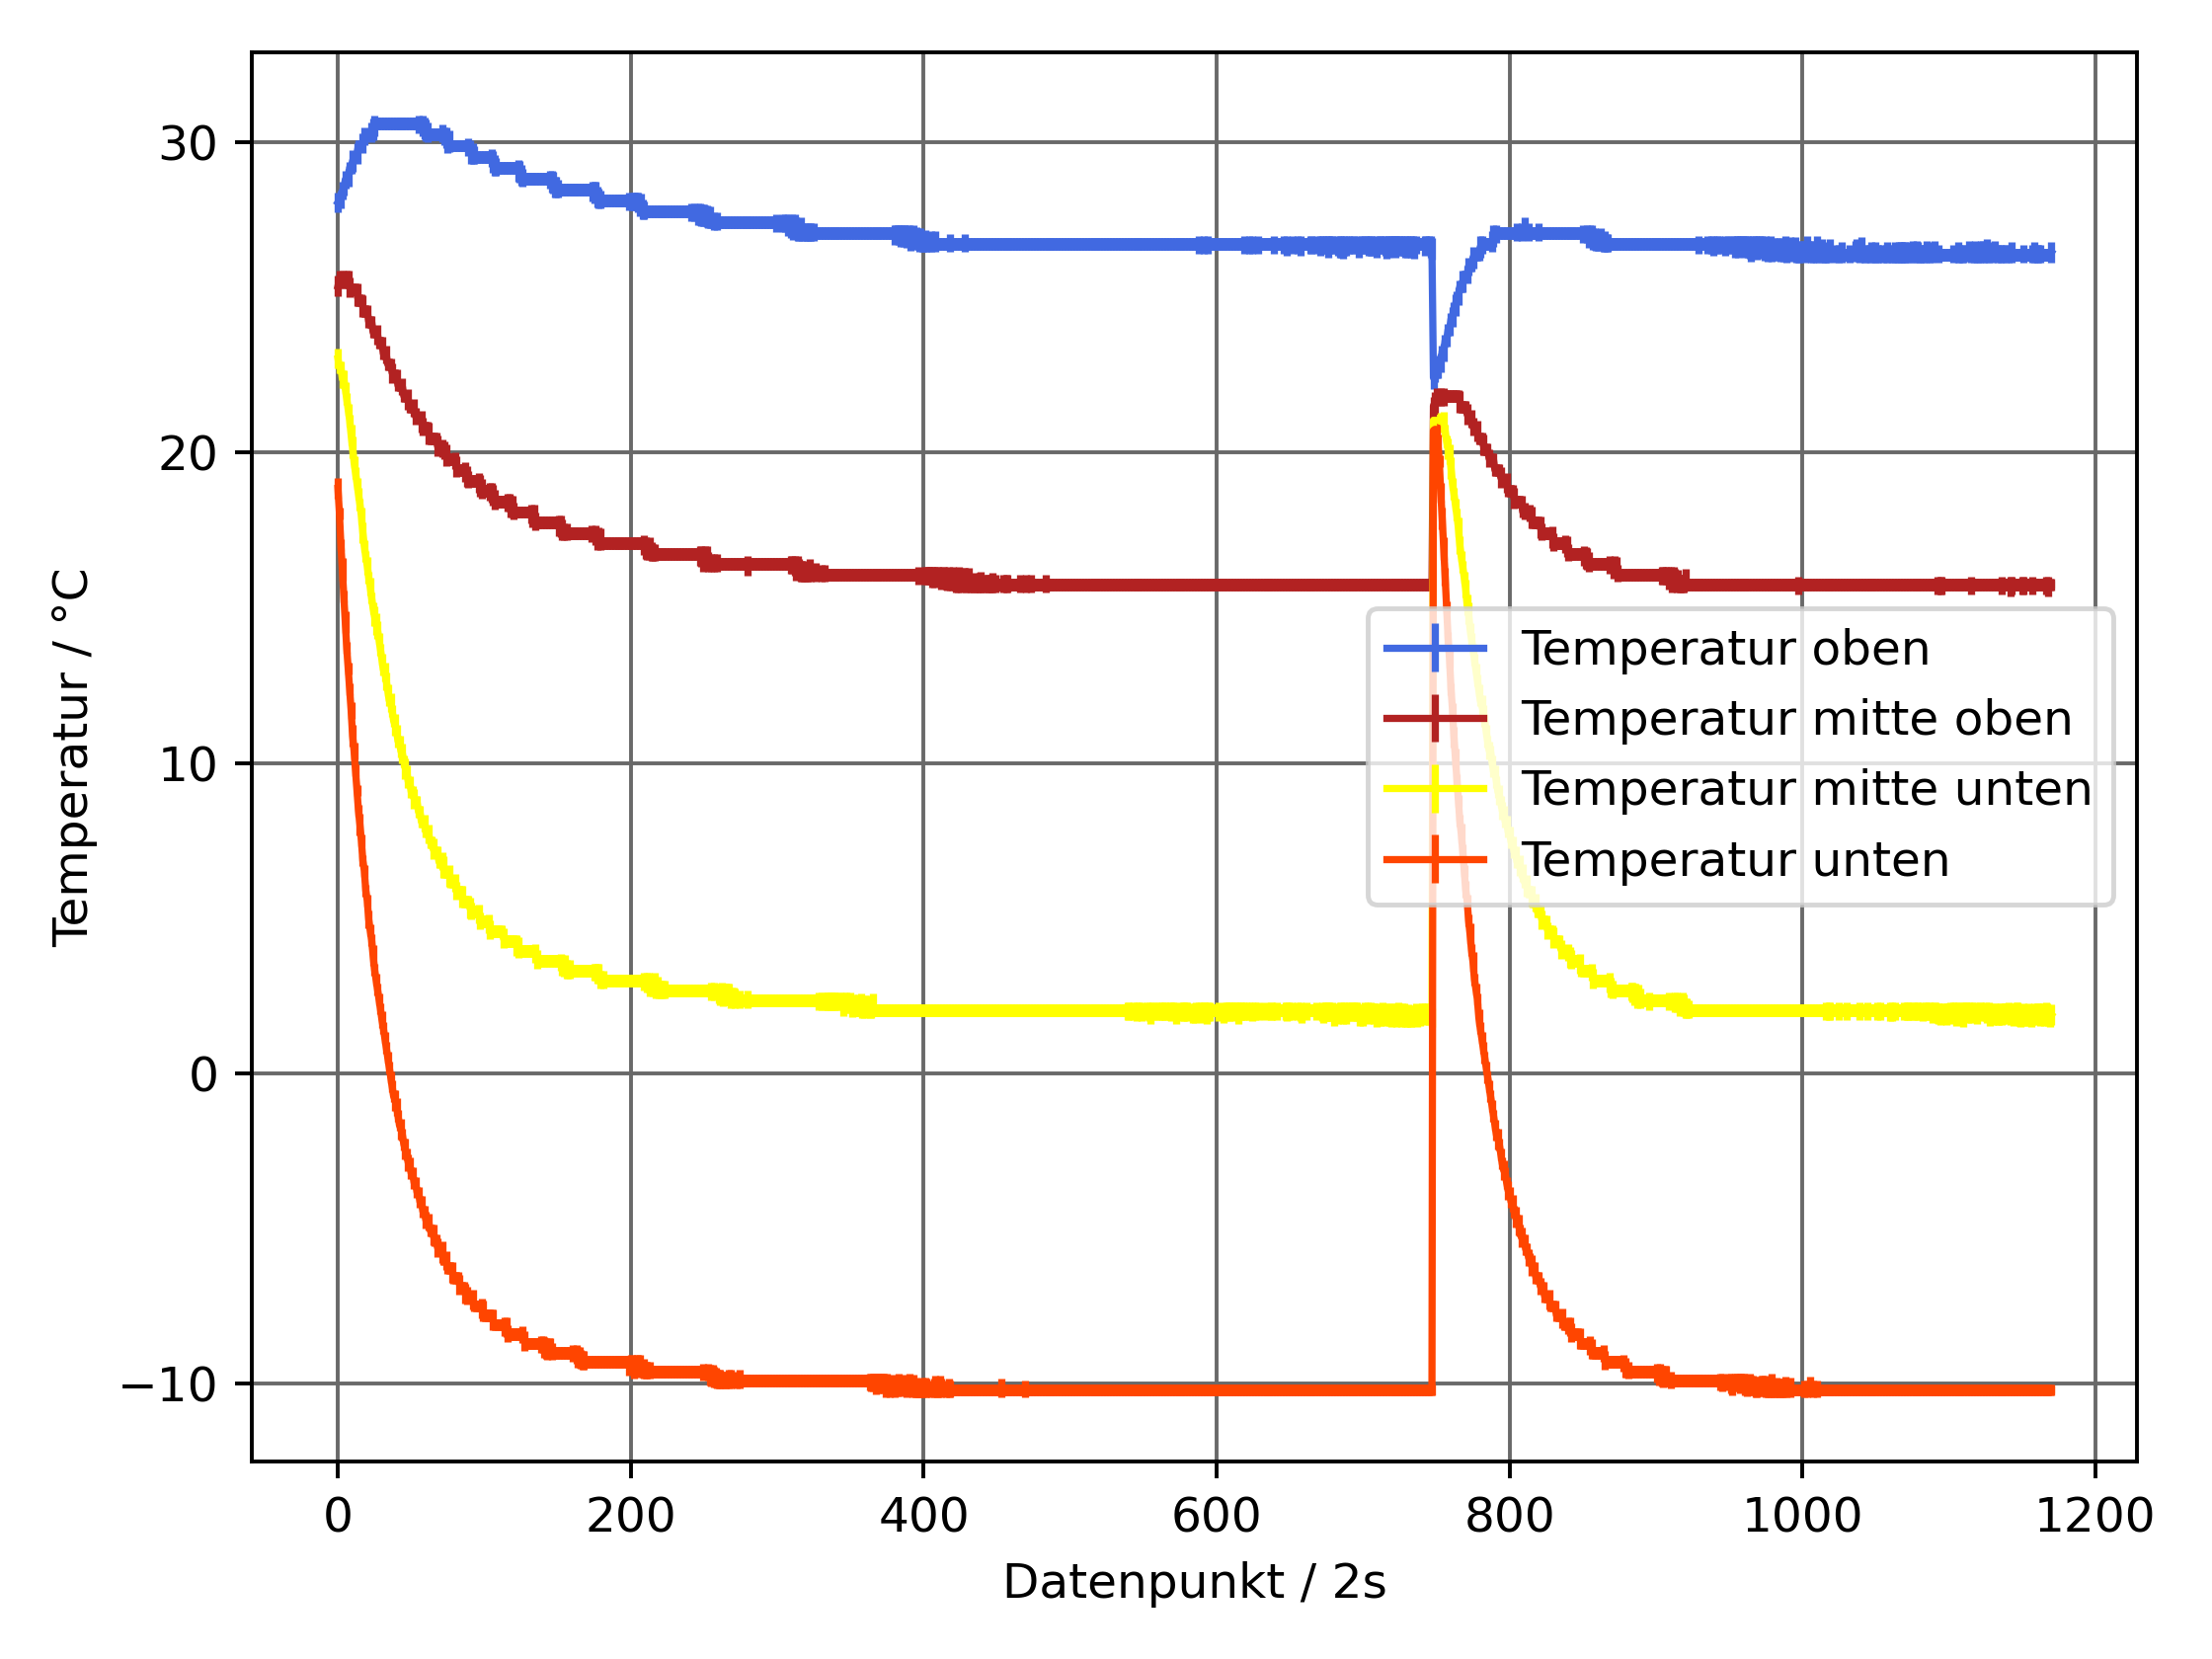 30
20
10
0
−10
Temperatur / °C
Temperatur oben
Temperatur mitte oben
Temperatur mitte unten
Temperatur unten
0 200 400 600 800 1000 1200
Datenpunkt / 2s